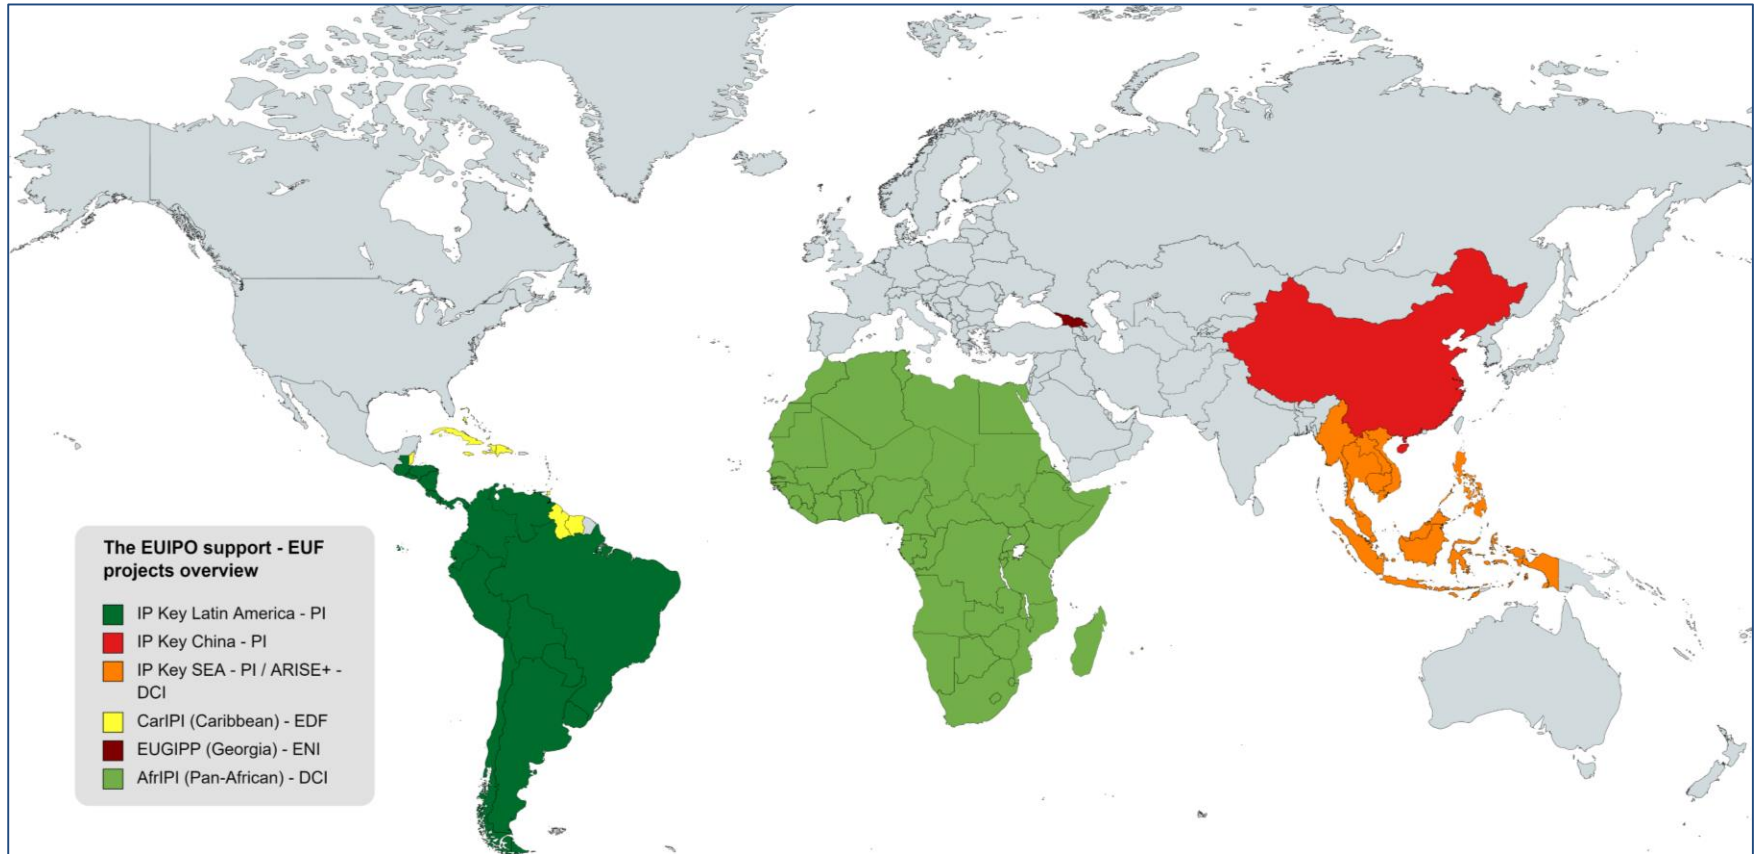 The EUIPO support - EUF
projects overview
IP Key Latin America - PI
IP Key China - PI
IP Key SEA - PI / ARISE+ -
DCI
CarIPI (Caribbean) - EDF
EUGIPP (Georgia) - ENI
AfrIPI (Pan-African) - DCI